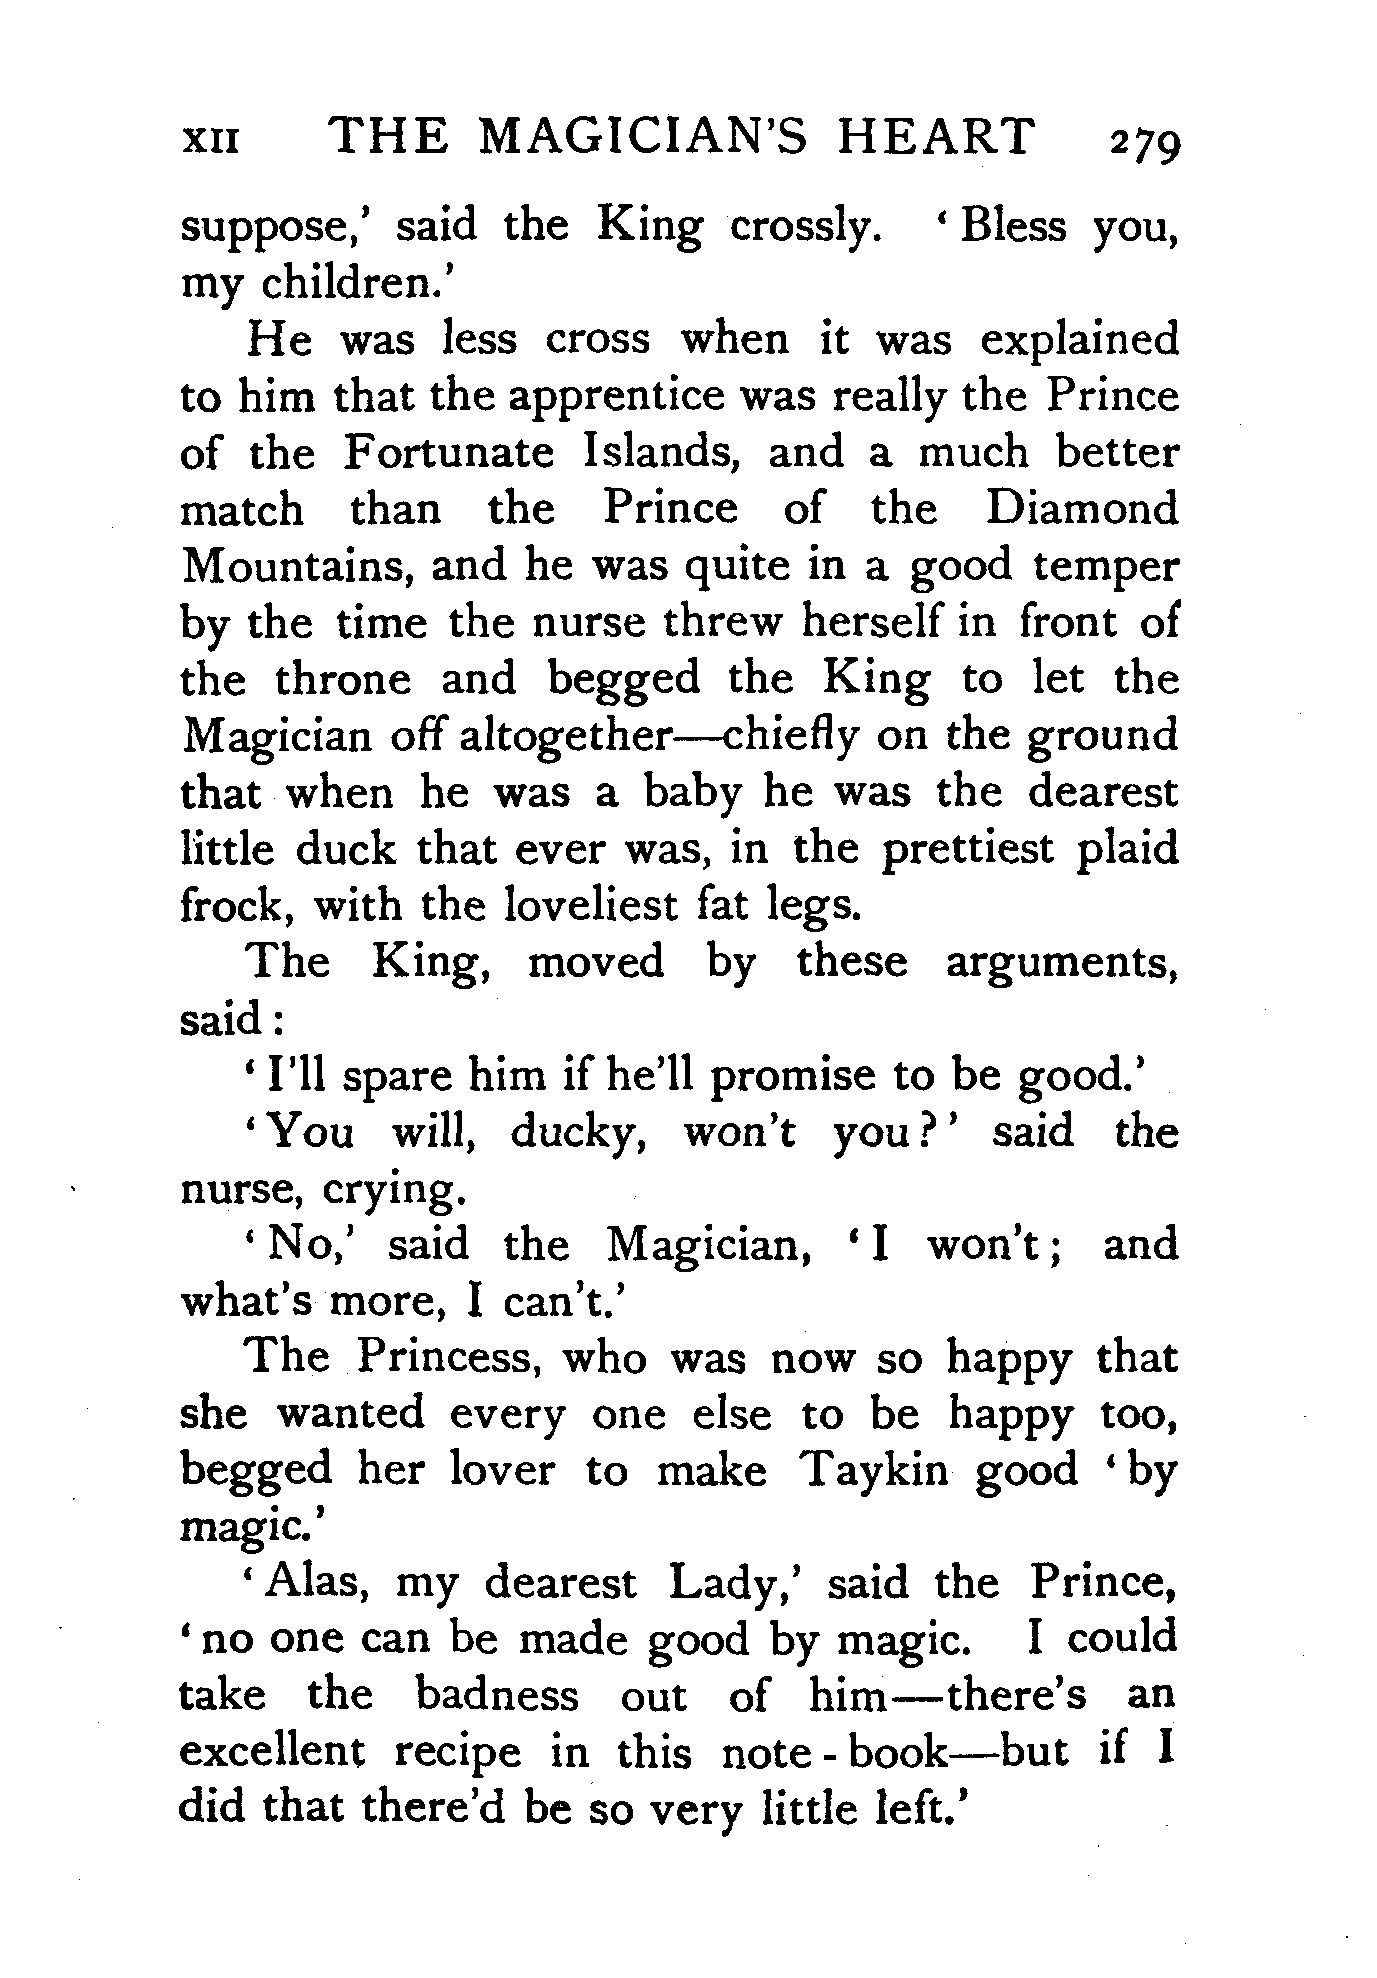 XII THE MAGICIAN'S HEART 279
suppose,' said the King crossly. 'Bless you,
my children.'
He was less cross when it was explained
to him that the apprentice was really the Prince
of the Fortunate Islands, and a much better
match than the Prince of the Diamond
Mountains, and he was quite in a good temper
by the time the nurse threw herself in front of
the throne and begged the King to let the
Magician off altogether—chiefly on the ground
that when he was a baby he was the dearest
little duck that ever was, in the prettiest plaid
frock, with the loveliest fat legs.
The King, moved by these arguments,
said:
'I'll spare him if he'll promise to be good.'
'You will, ducky, won't you?' said the
nurse, crying.
'No,' said the Magician, 'I won't; and
what's more, I can't.'
The Princess, who was now so happy that
she wanted every one else to be happy too,
begged her lover to make Taykin good 'by
magic.'
'Alas, my dearest Lady,' said the Prince,
'no one can be made good by magic. I could
take the badness out of him—there's an
excellent recipe in this note-book—but if I
did that there'd be so very little left.'